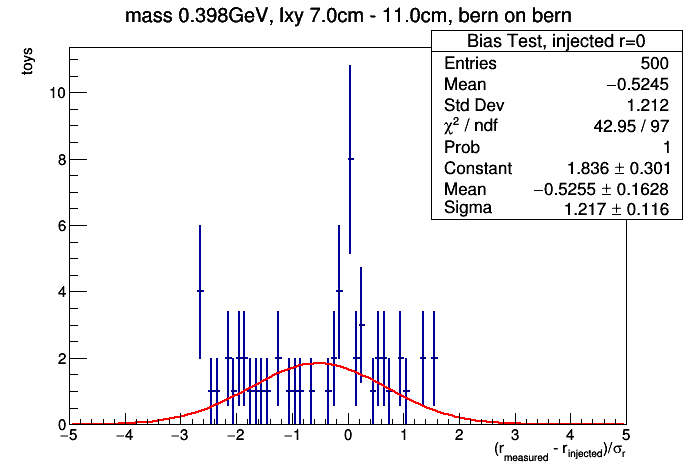 mass 0.398GeV, lxy 7.0cm - 11.0cm, bern on bern
toys
Bias Test, injected r=0
Entries 500
Mean −0.5245
Std Dev 1.212
χ² / ndf 42.95 / 97
Prob 1
Constant 1.836 ± 0.301
Mean −0.5255 ± 0.1628
Sigma 1.217 ± 0.116
10
8
6
4
2
0
−5 −4 −3 −2 −1 0 1 2 3 4 5
(r_measured - r_injected)/σ_r